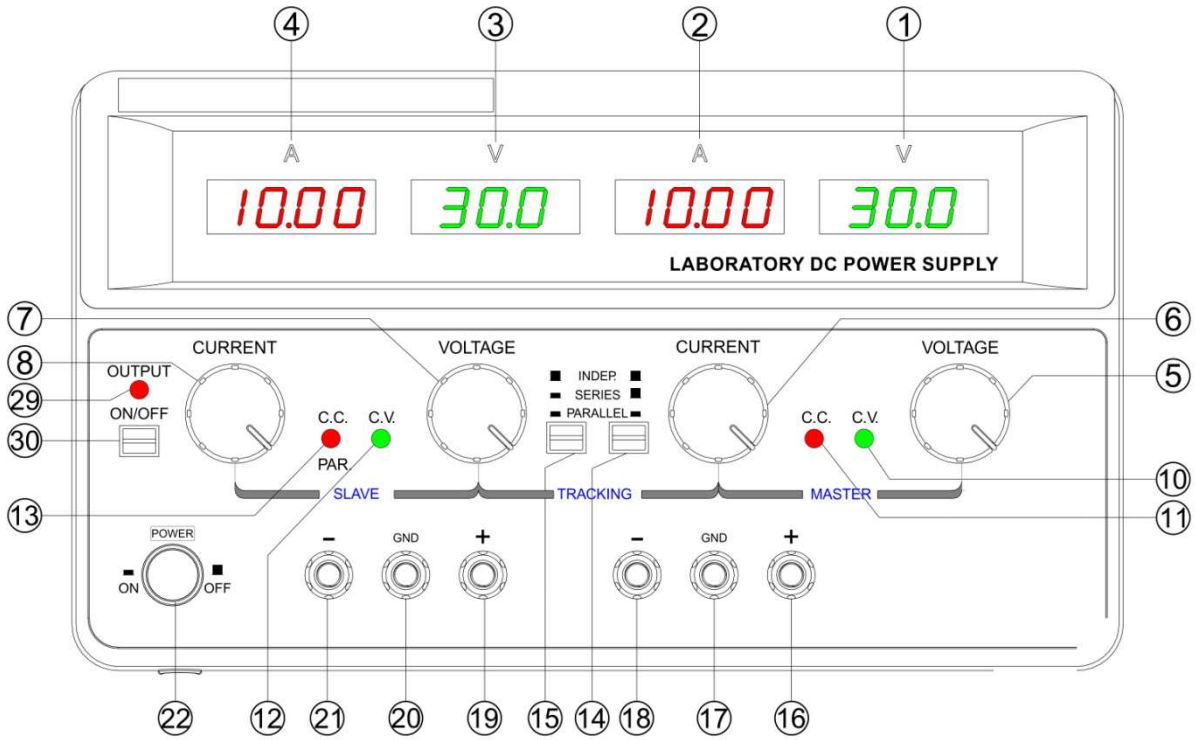 4 3 2 1
A V A V
10.00 30.0 10.00 30.0
LABORATORY DC POWER SUPPLY
7 6
CURRENT VOLTAGE CURRENT VOLTAGE
8 5
OUTPUT
INDEP.
29
SERIES
ON/OFF
PARALLEL
30
C.C. C.V. C.C. C.V.
PAR.
10
SLAVE TRACKING MASTER
13 11
POWER
- GND + - GND +
ON OFF
22 12 21 20 19 15 14 18 17 16